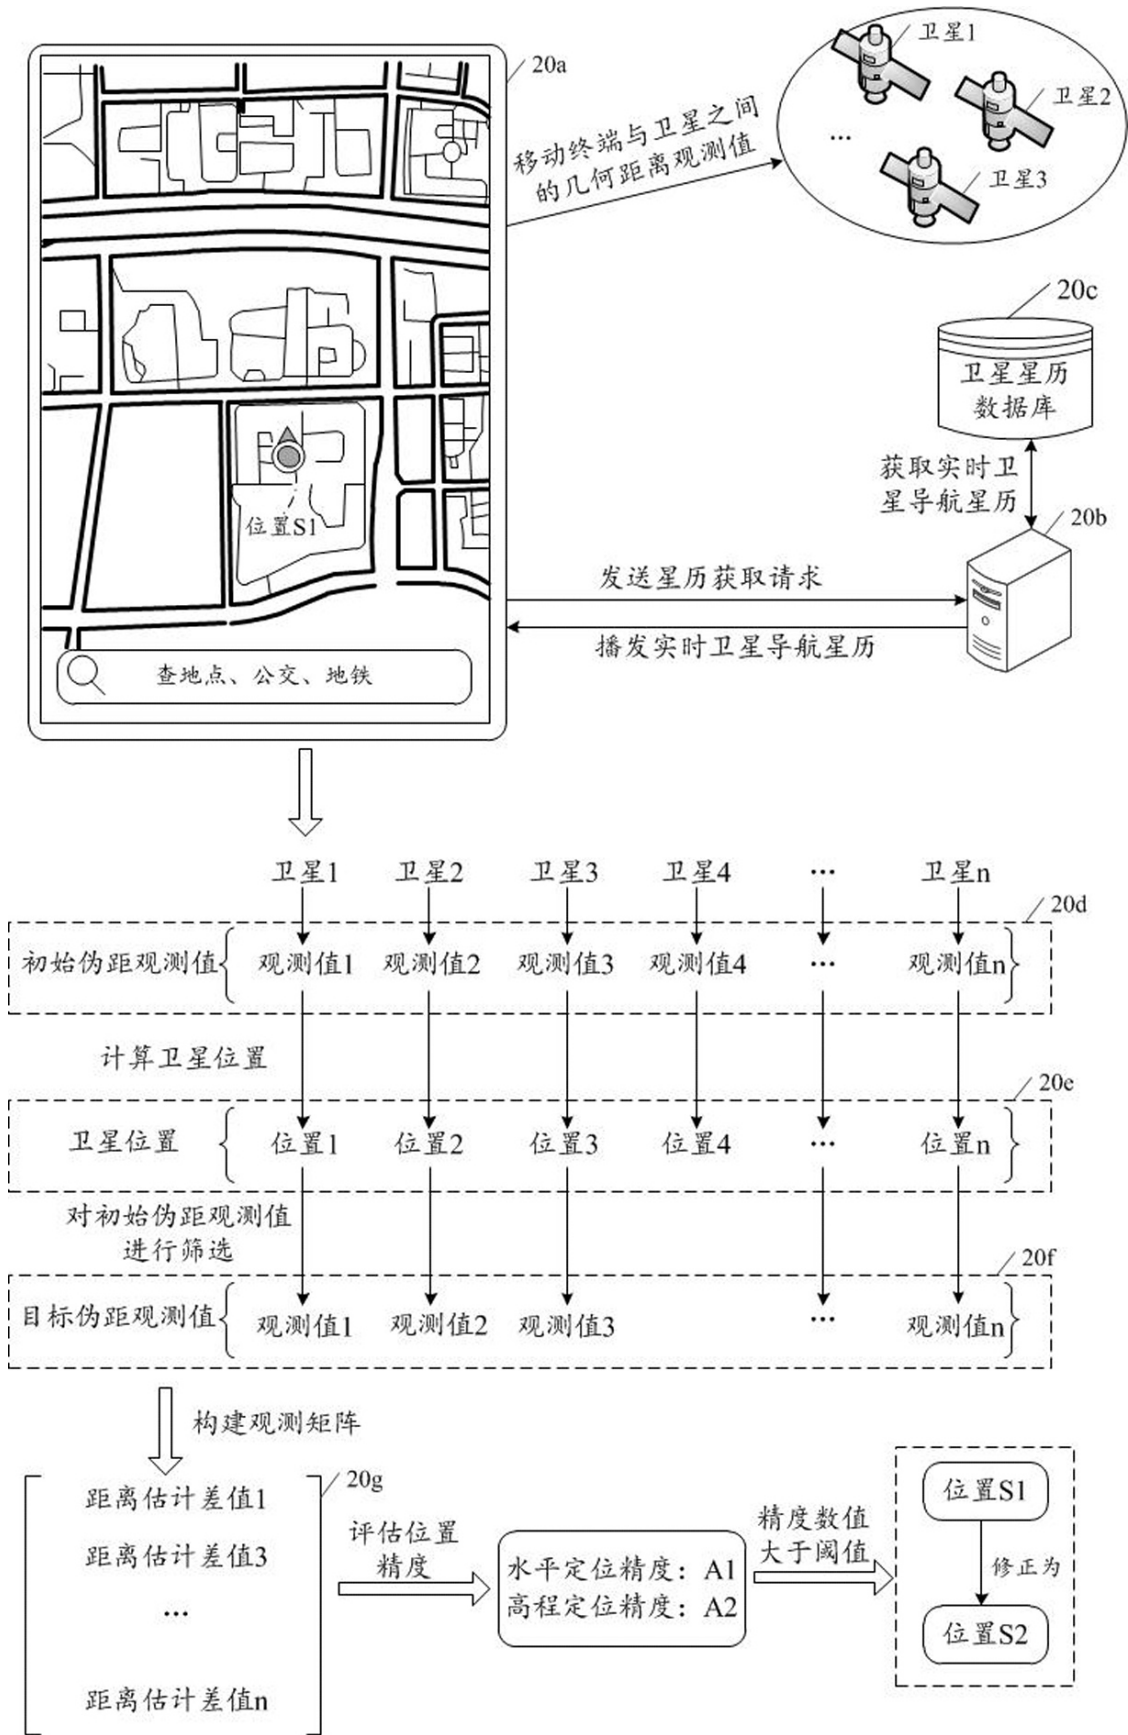 20a
卫星1
卫星2
...
卫星3
移动终端与卫星之间
的几何距离观测值
20c
卫星星历
数据库
获取实时卫
星导航星历
20b
位置S1
发送星历获取请求
播发实时卫星导航星历
查地点、公交、地铁
卫星1 卫星2 卫星3 卫星4 ... 卫星n
20d
初始伪距观测值 观测值1 观测值2 观测值3 观测值4 ... 观测值n
计算卫星位置
20e
卫星位置 位置1 位置2 位置3 位置4 ... 位置n
对初始伪距观测值
进行筛选
20f
目标伪距观测值 观测值1 观测值2 观测值3 ... 观测值n
构建观测矩阵
20g
距离估计差值1
距离估计差值3
...
距离估计差值n
评估位置
精度
水平定位精度：A1
高程定位精度：A2
精度数值
大于阈值
位置S1
修正为
位置S2